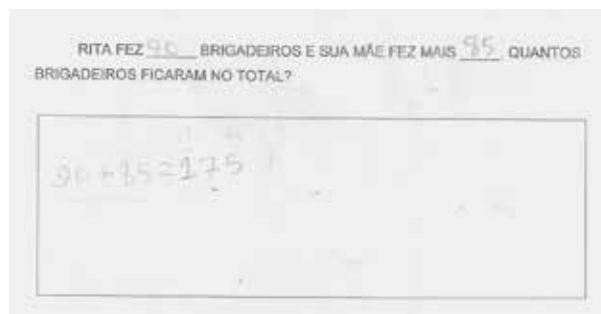 RITA FEZ 90 BRIGADEIROS E SUA MÃE FEZ MAIS 85 QUANTOS
BRIGADEIROS FICARAM NO TOTAL?
90+85=175